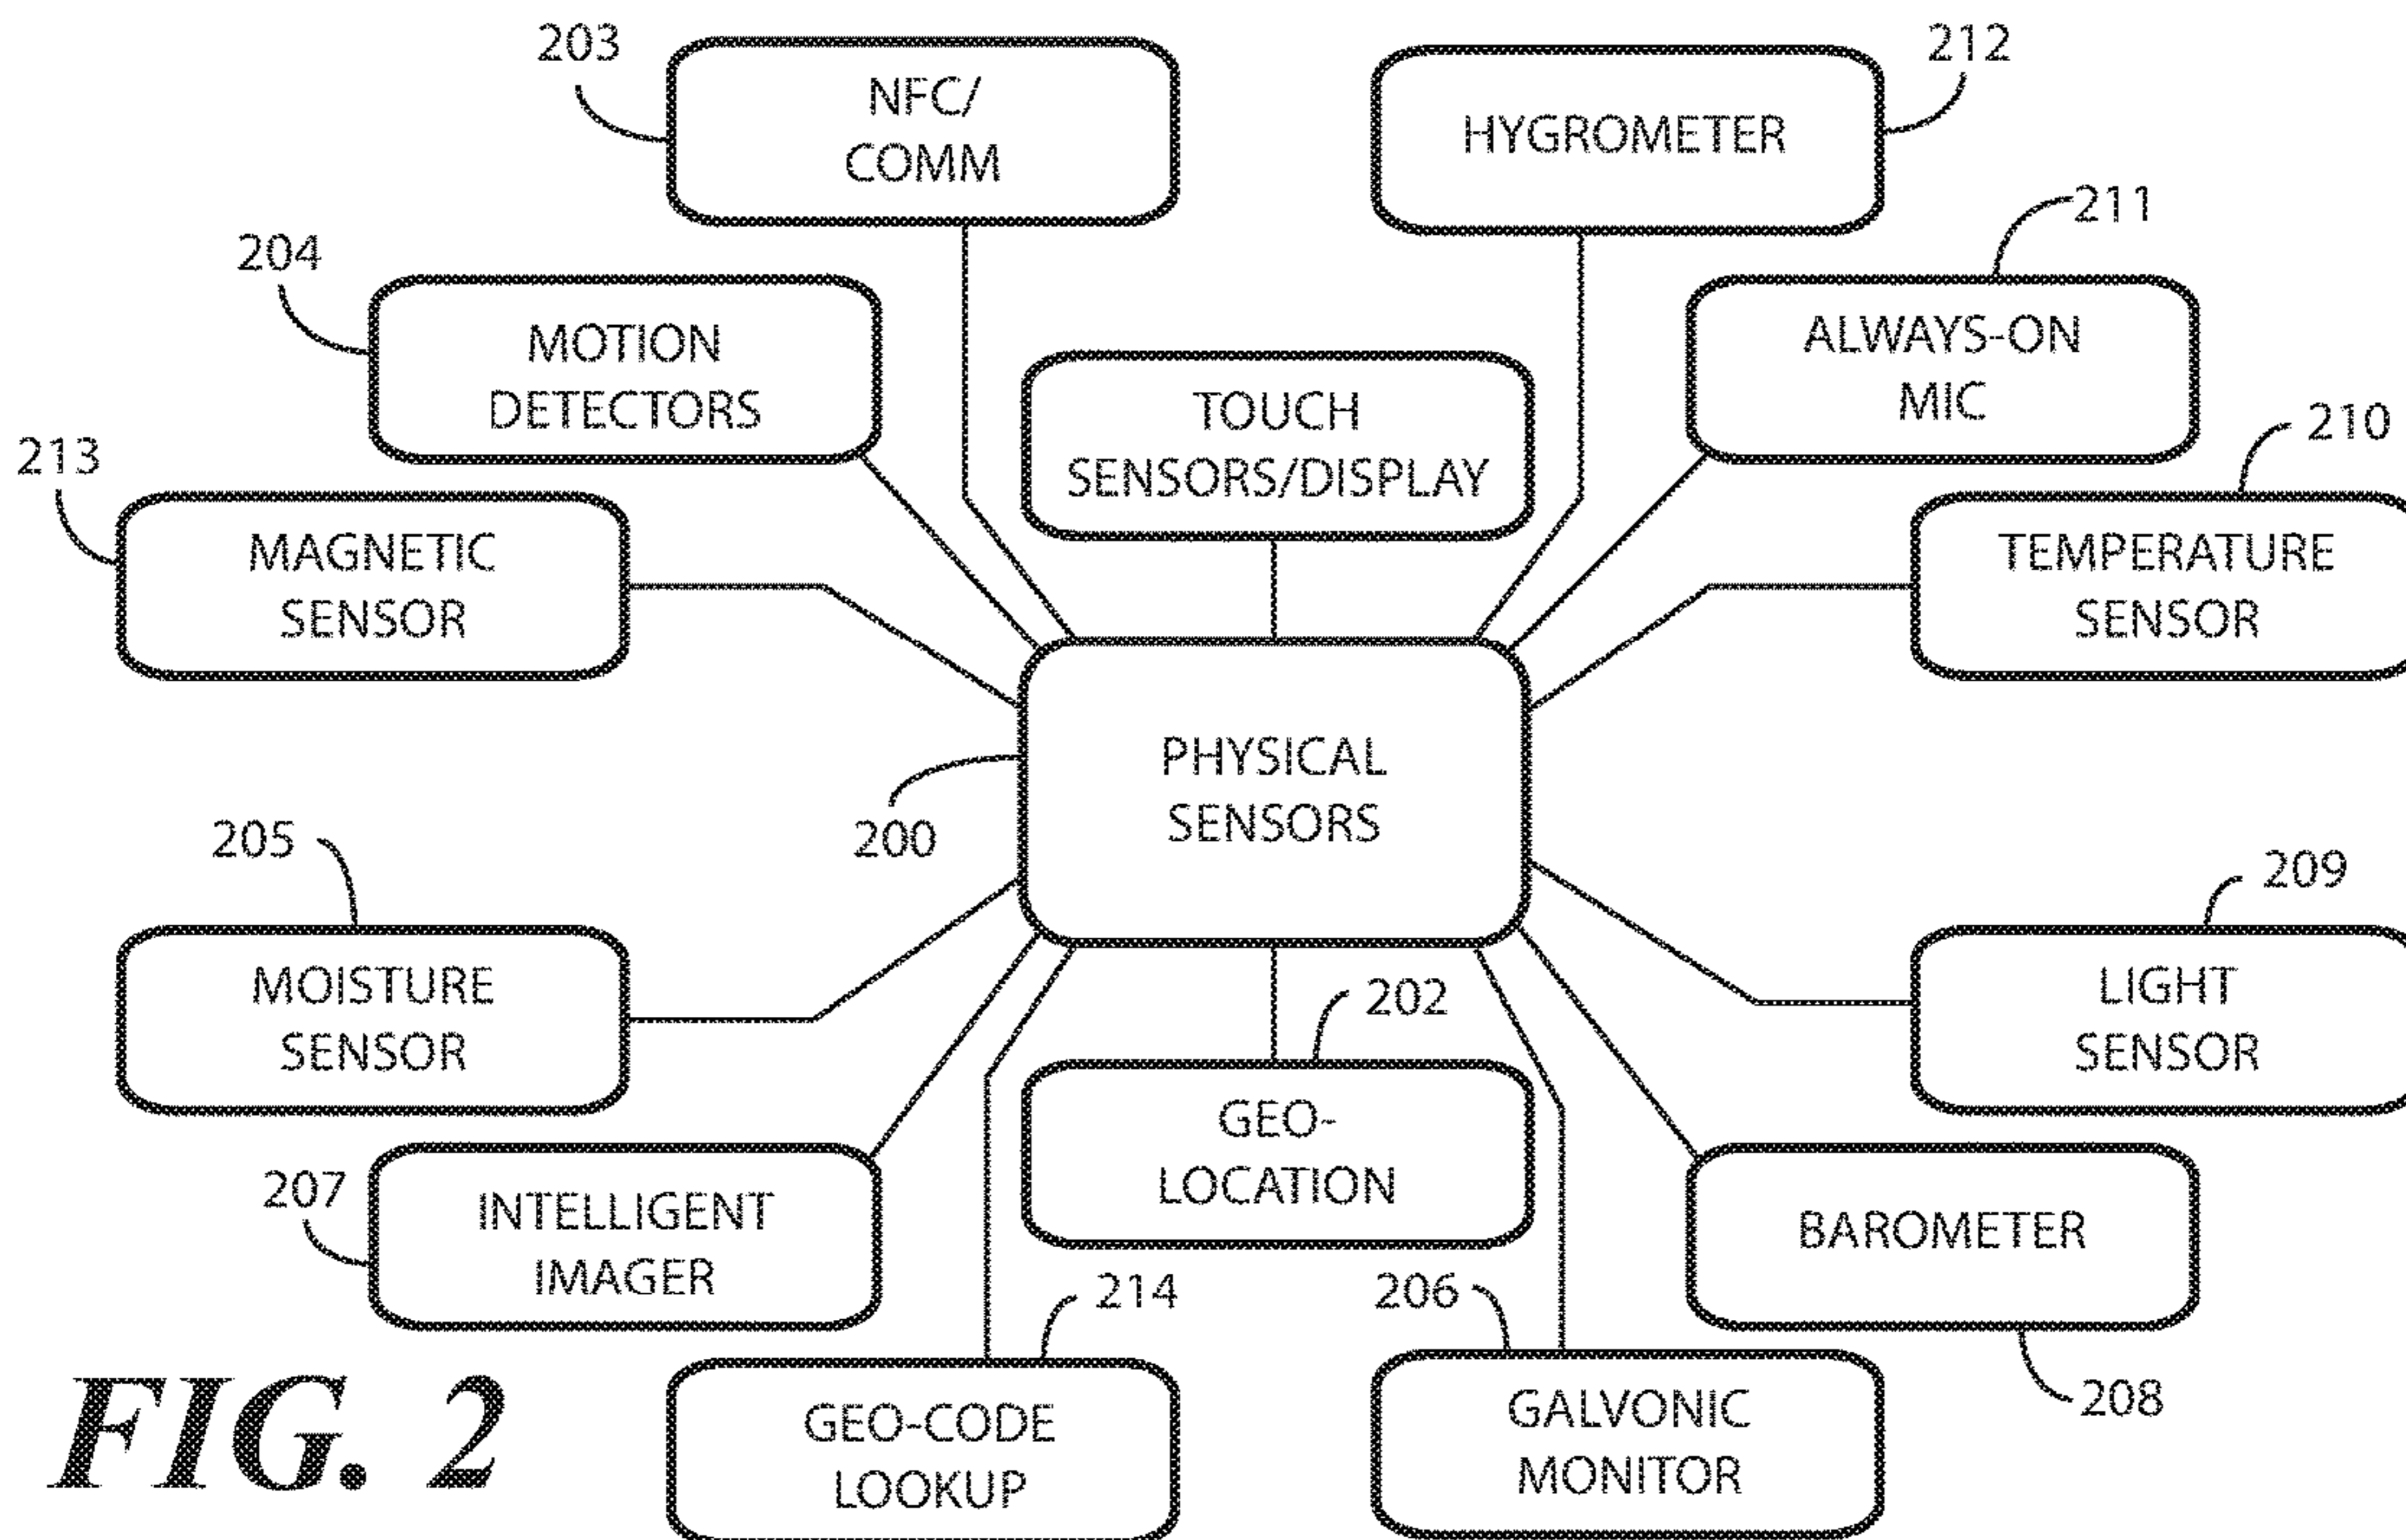 203
NFC/
COMM
212
HYGROMETER
211
ALWAYS-ON
MIC
204
MOTION
DETECTORS
TOUCH
SENSORS/DISPLAY
210
TEMPERATURE
SENSOR
213
MAGNETIC
SENSOR
PHYSICAL
SENSORS
200
205
MOISTURE
SENSOR
209
LIGHT
SENSOR
202
GEO-
LOCATION
207
INTELLIGENT
IMAGER
BAROMETER
208
214
GEO-CODE
LOOKUP
206
GALVONIC
MONITOR
FIG. 2